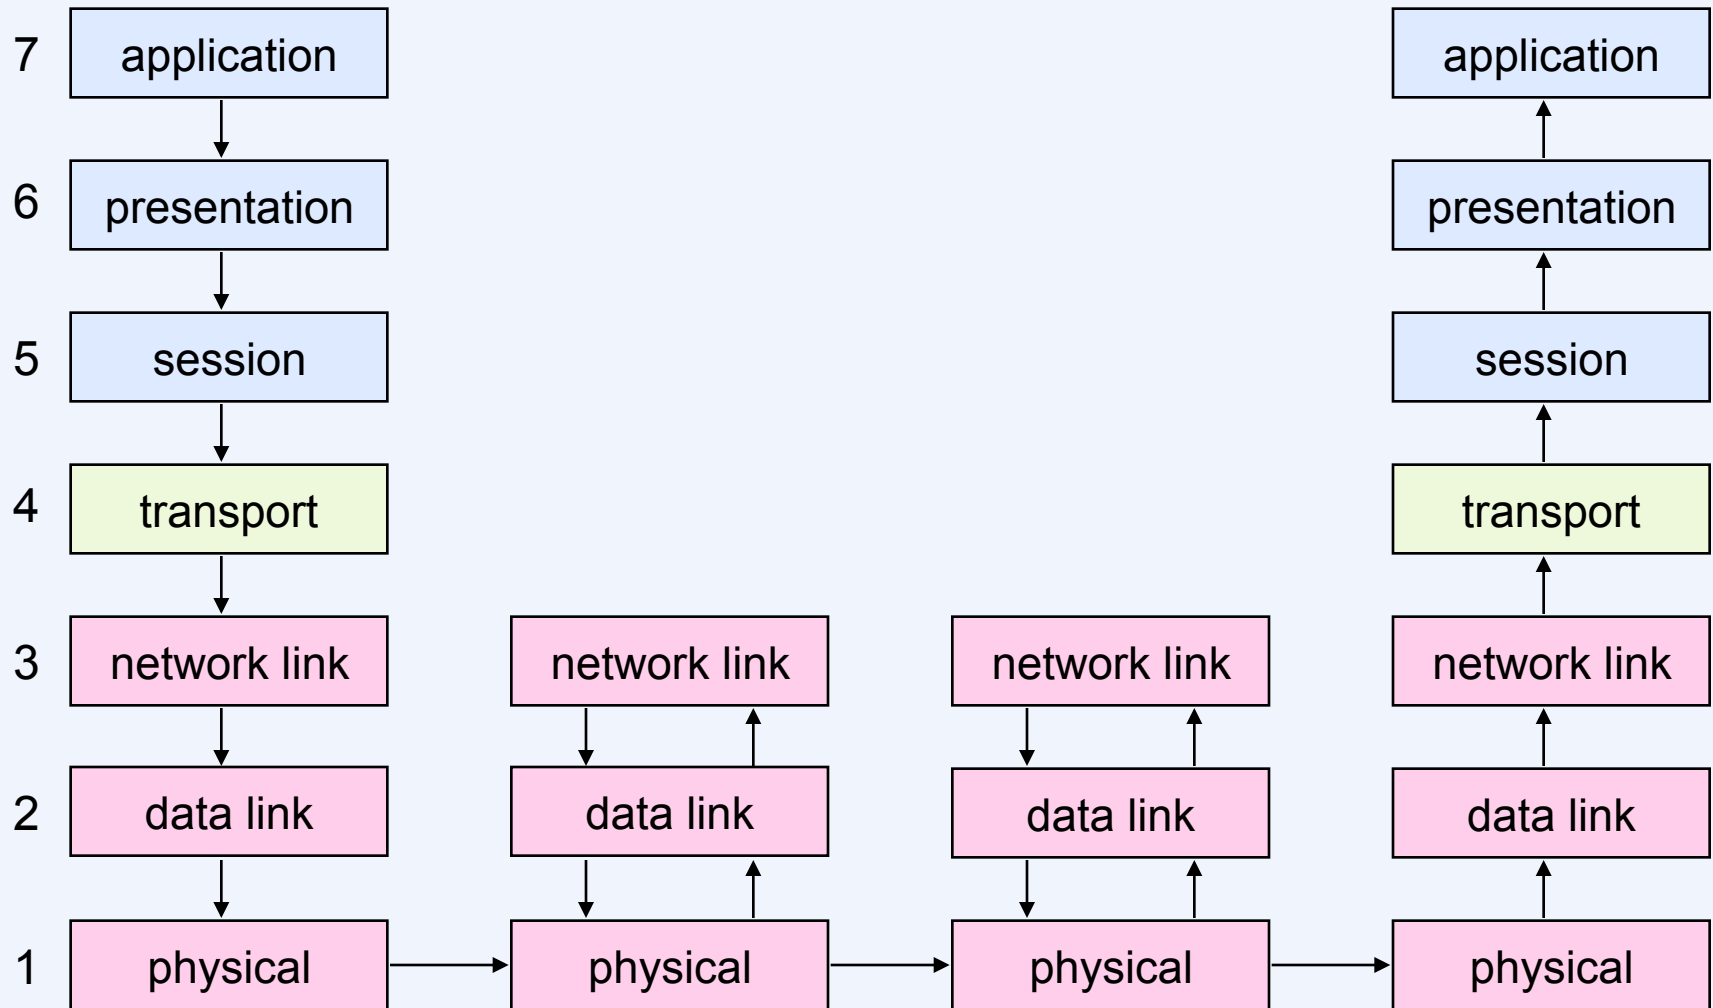 7 application application
6 presentation presentation
5 session session
4 transport transport
3 network link network link network link network link
2 data link data link data link data link
1 physical physical physical physical